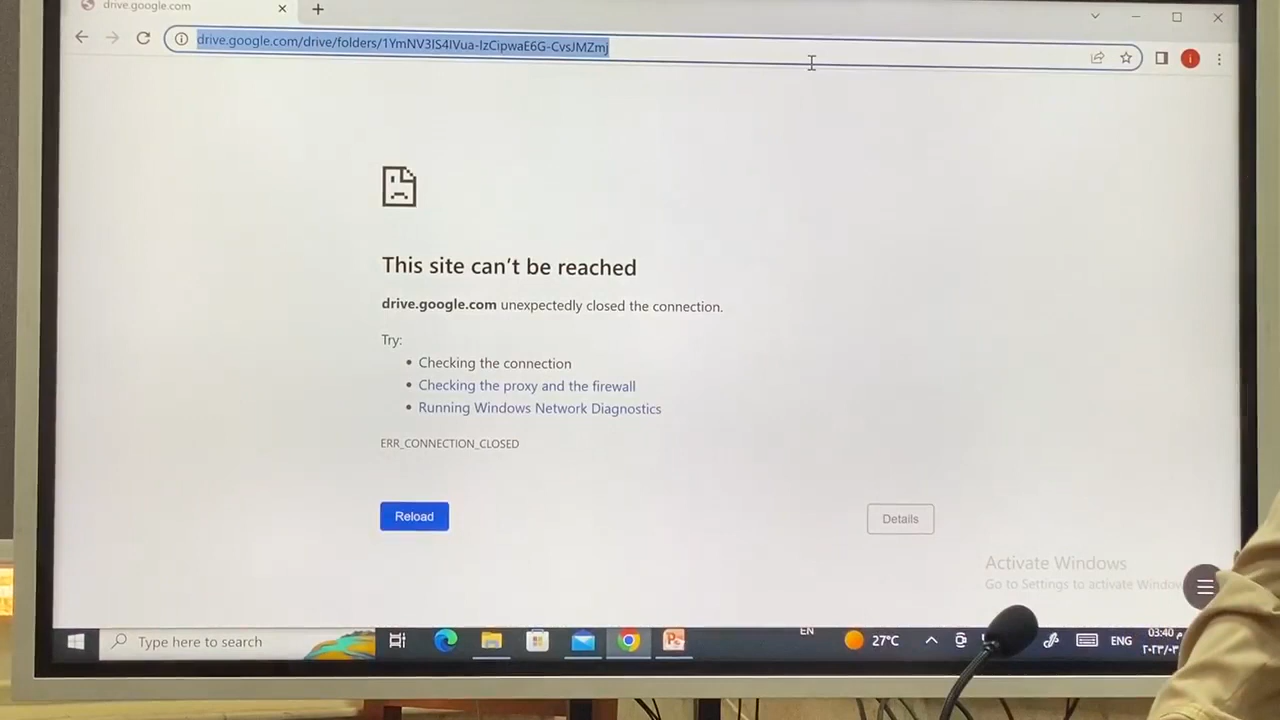 drive.google.com
drive.google.com/drive/folders/1YmNV3IS4IVua-IzCipwaE6G-CvsJMZmj
i
This site can't be reached
drive.google.com unexpectedly closed the connection.
Try:
• Checking the connection
• Checking the proxy and the firewall
• Running Windows Network Diagnostics
ERR_CONNECTION_CLOSED
Reload
Details
Activate Windows
Go to Settings to activate
Type here to search
EN
27°C
ENG
03:40 م